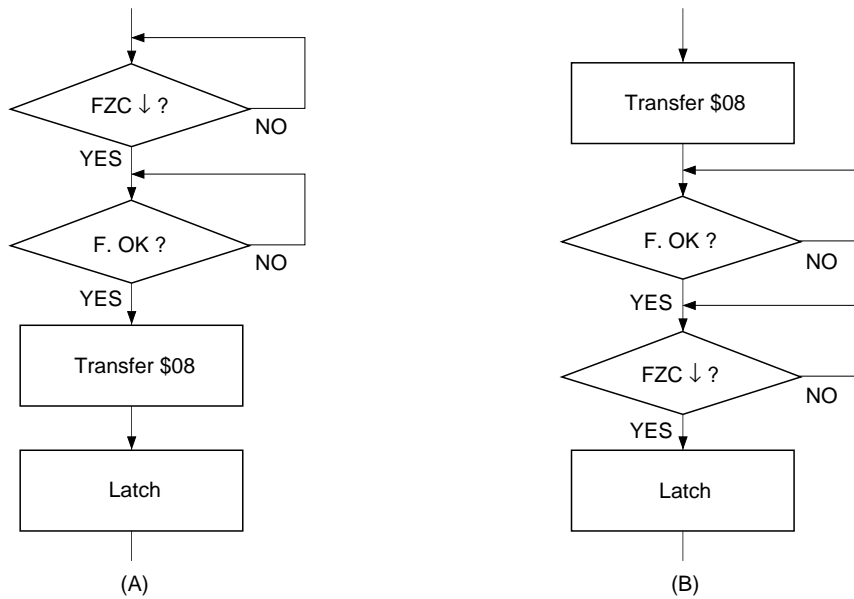 FZC ↓ ?
NO
YES
F. OK ?
NO
YES
Transfer $08
Latch
(A)
Transfer $08
F. OK ?
NO
YES
FZC ↓ ?
NO
YES
Latch
(B)